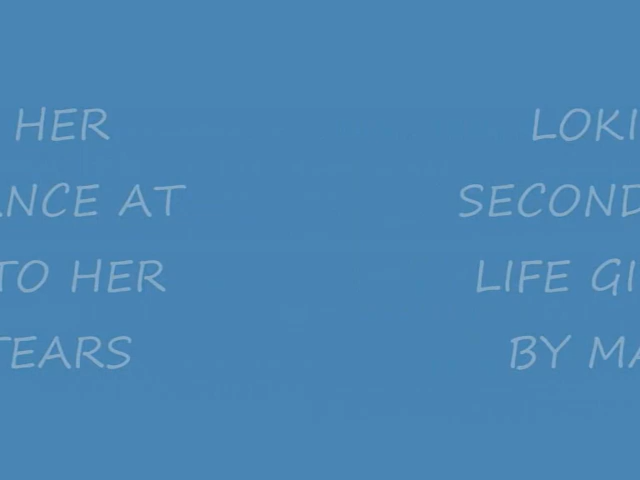 HER LOKI
ANCE AT SECOND
TO HER LIFE GI
TEARS BY MA